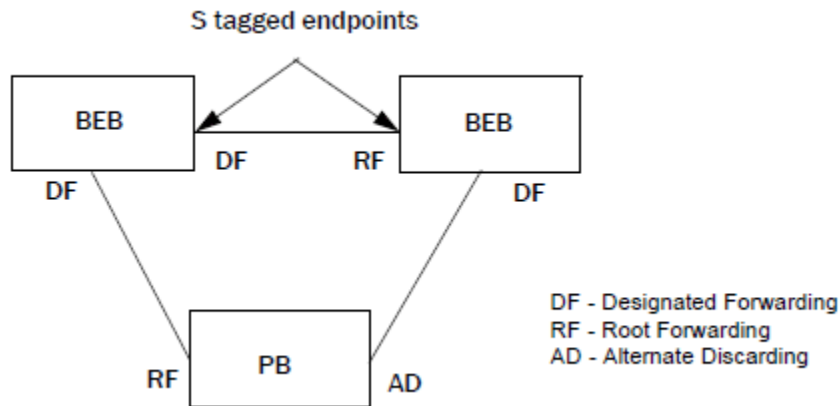 S tagged endpoints
BEB
BEB
DF
RF
DF
DF
DF - Designated Forwarding
RF - Root Forwarding
AD - Alternate Discarding
RF
PB
AD